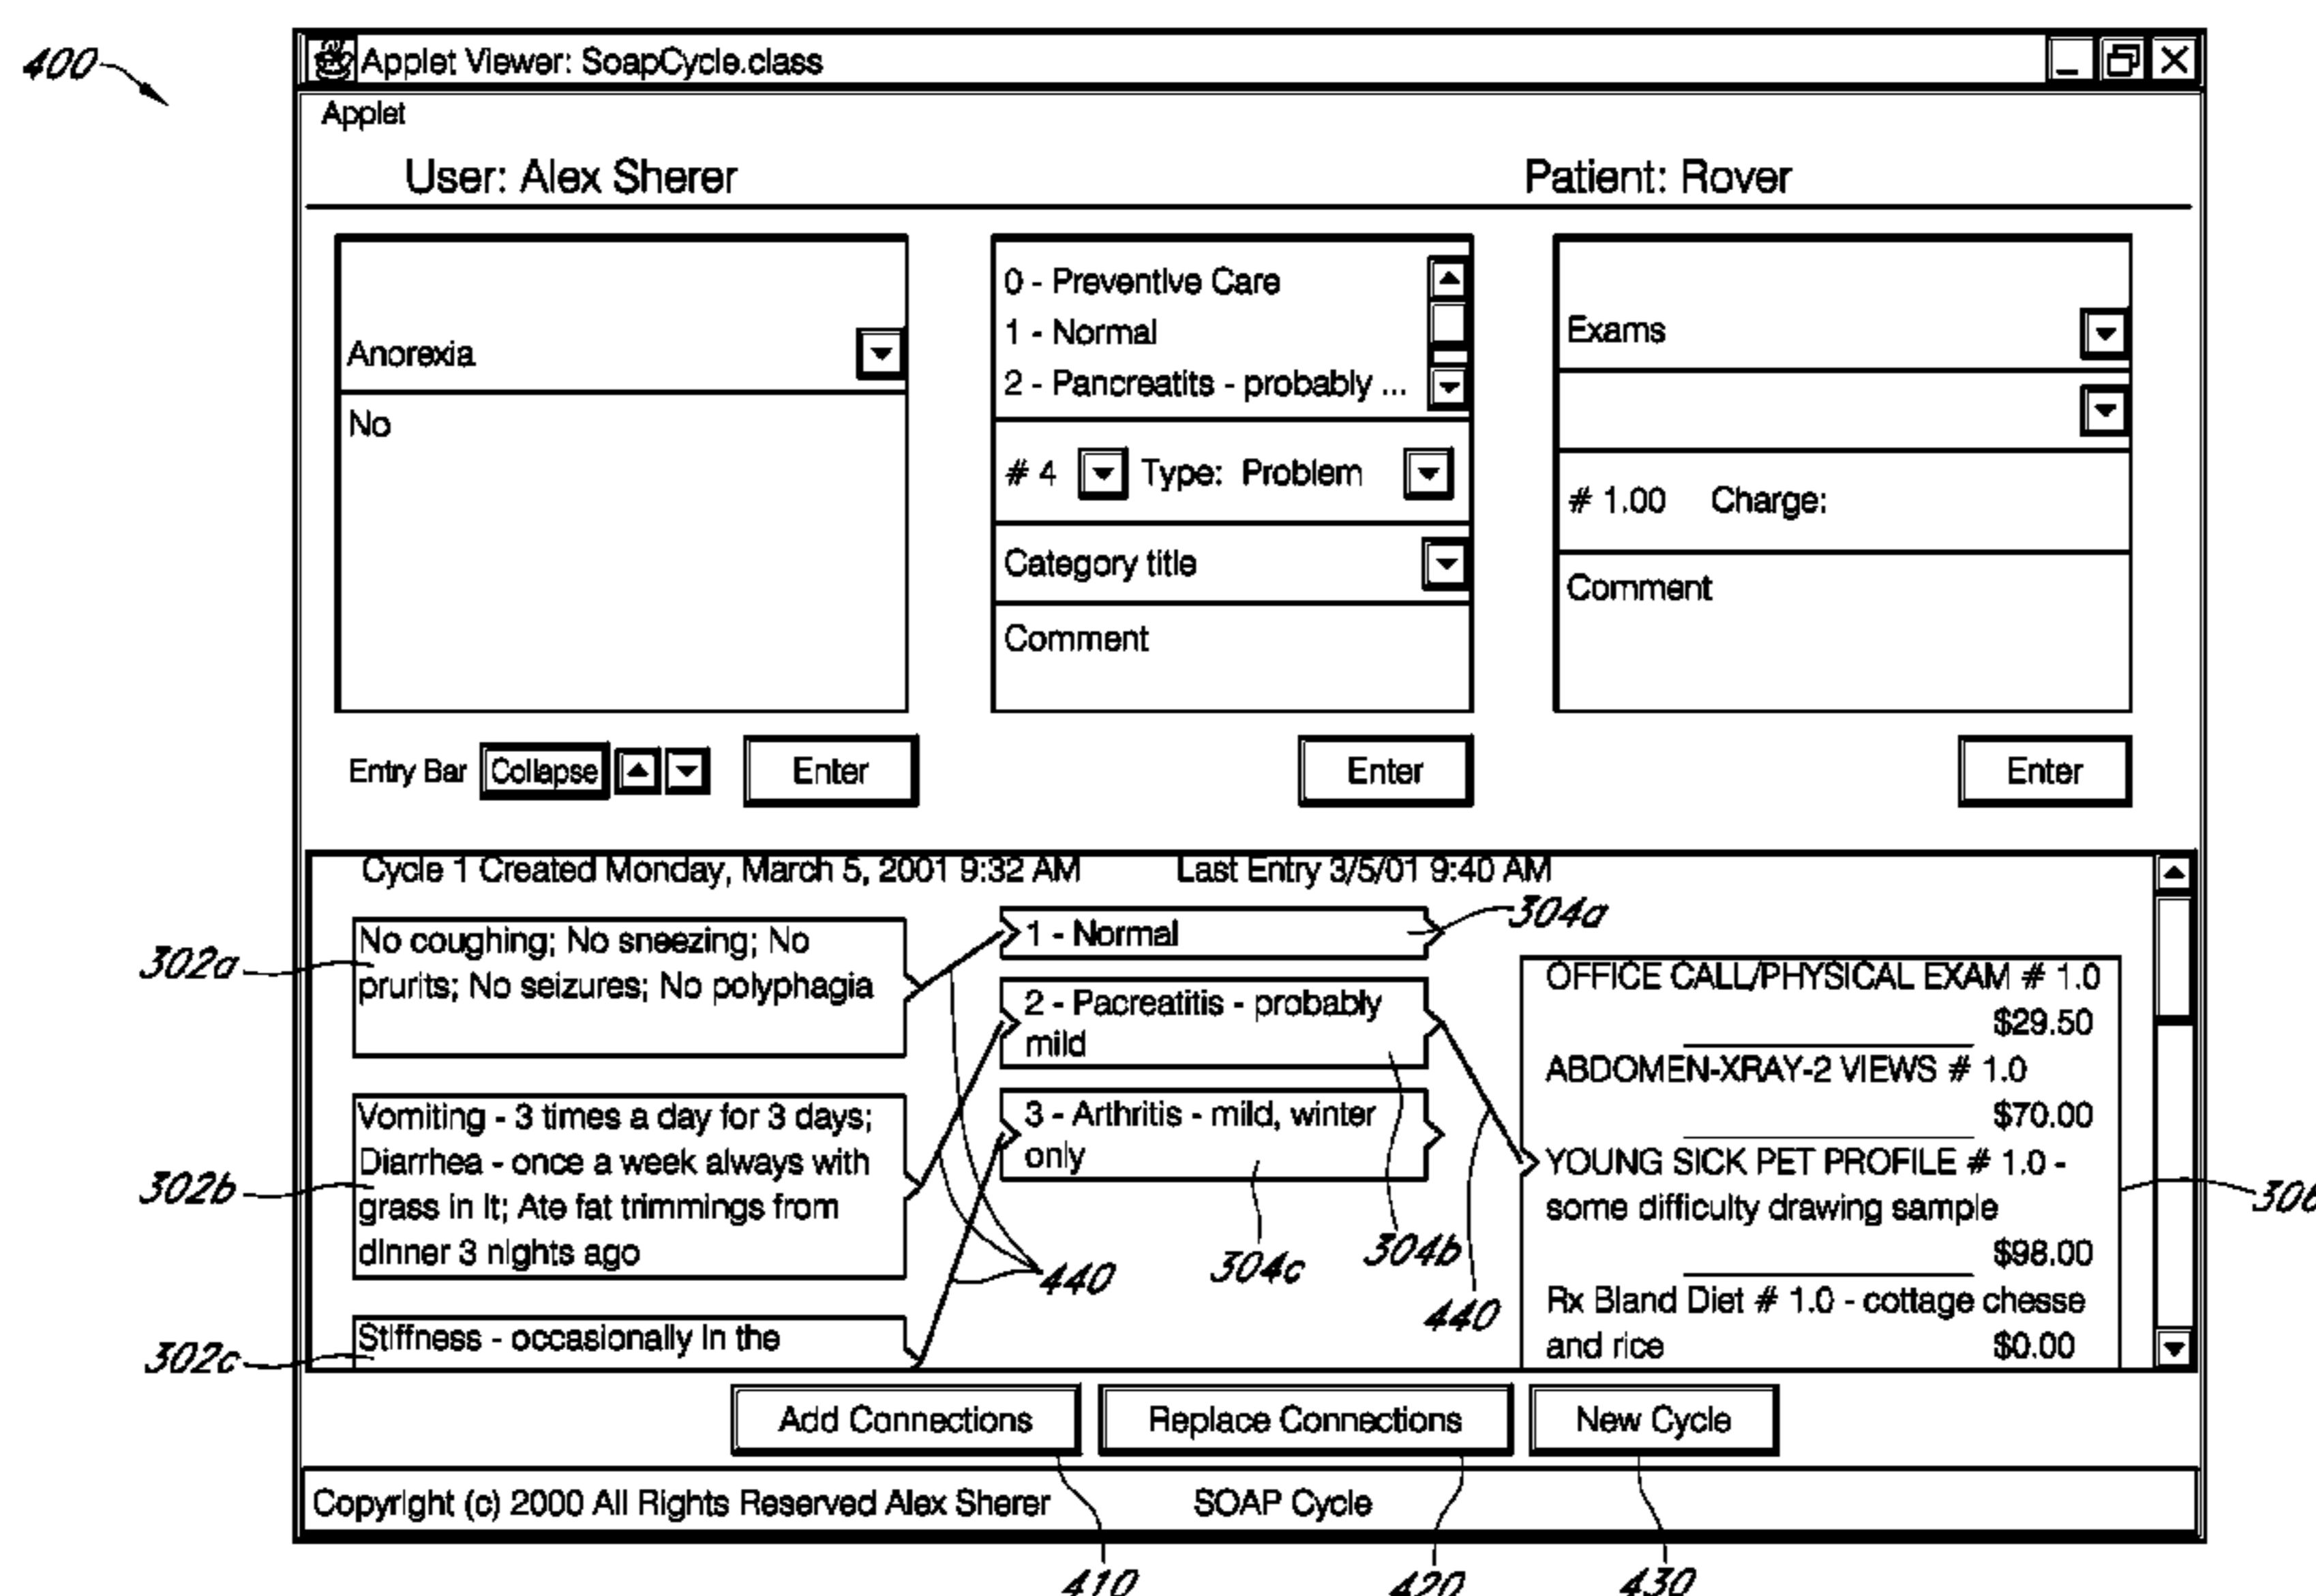 400
Applet Viewer: SoapCycle.class
Applet
User: Alex Sherer
Patient: Rover
Anorexia
No
0 - Preventive Care
1 - Normal
2 - Pancreatits - probably ...
# 4 Type: Problem
Category title
Comment
Exams
# 1.00 Charge:
Comment
Entry Bar Collapse Enter
Enter
Enter
Cycle 1 Created Monday, March 5, 2001 9:32 AM Last Entry 3/5/01 9:40 AM
302a
No coughing; No sneezing; No
prurits; No seizures; No polyphagia
302b
Vomiting - 3 times a day for 3 days;
Diarrhea - once a week always with
grass in it; Ate fat trimmings from
dinner 3 nights ago
302c
Stiffness - occasionally in the
1 - Normal
304a
2 - Pacreatitis - probably
mild
3 - Arthritis - mild, winter
only
440
304c
304b
440
OFFICE CALL/PHYSICAL EXAM # 1.0
$29.50
ABDOMEN-XRAY-2 VIEWS # 1.0
$70.00
YOUNG SICK PET PROFILE # 1.0 -
some difficulty drawing sample
$98.00
Rx Bland Diet # 1.0 - cottage chesse
and rice $0.00
306
Add Connections Replace Connections New Cycle
Copyright (c) 2000 All Rights Reserved Alex Sherer SOAP Cycle
410 420 430